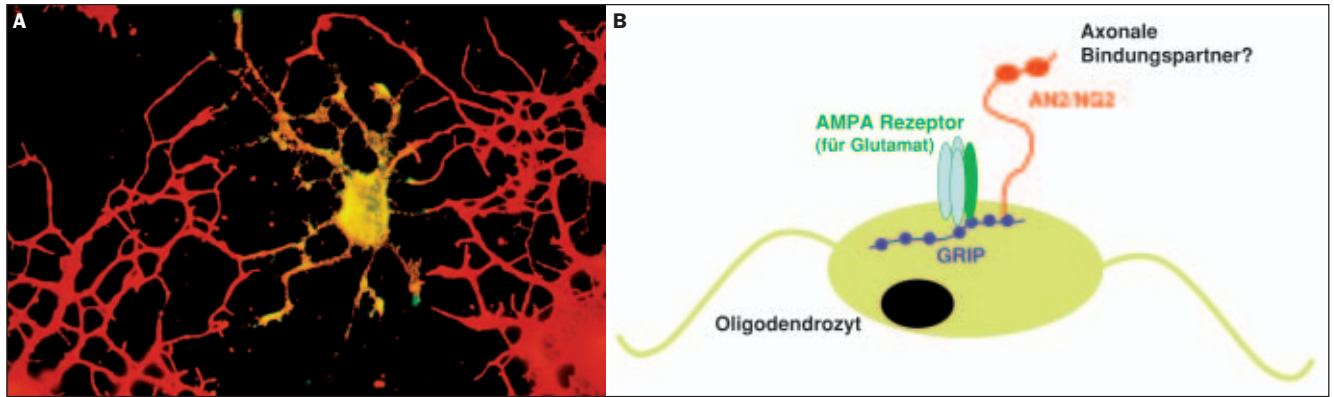 A
B
Axonale
Bindungspartner?
AN2/NG2
AMPA Rezeptor
(für Glutamat)
GRIP
Oligodendrozyt